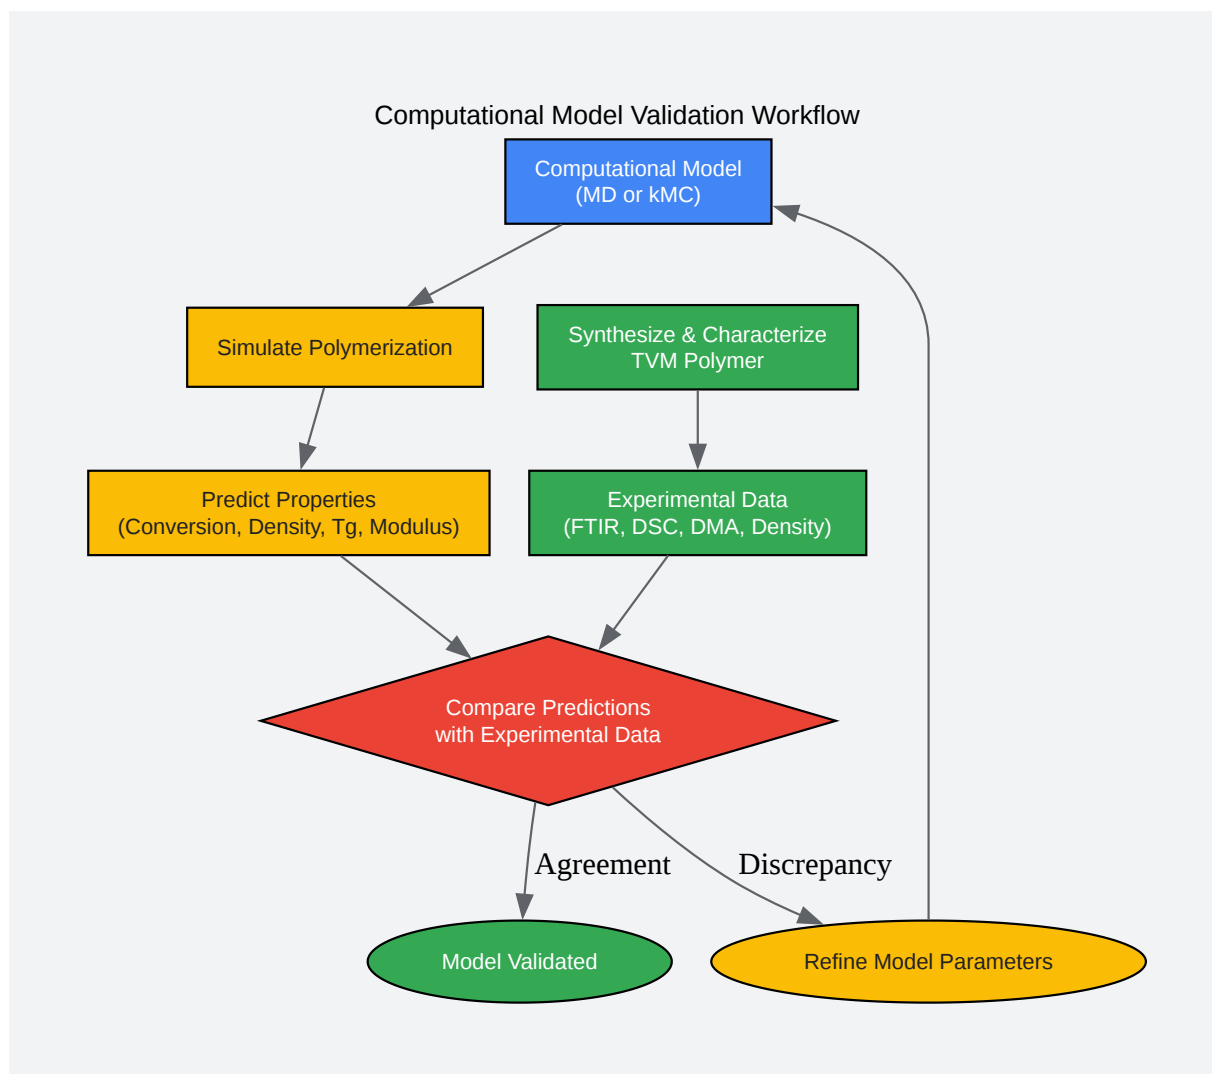 Computational Model Validation Workflow
Computational Model
(MD or kMC)
Simulate Polymerization
Synthesize & Characterize
TVM Polymer
Predict Properties
(Conversion, Density, Tg, Modulus)
Experimental Data
(FTIR, DSC, DMA, Density)
Compare Predictions
with Experimental Data
Agreement
Discrepancy
Model Validated
Refine Model Parameters